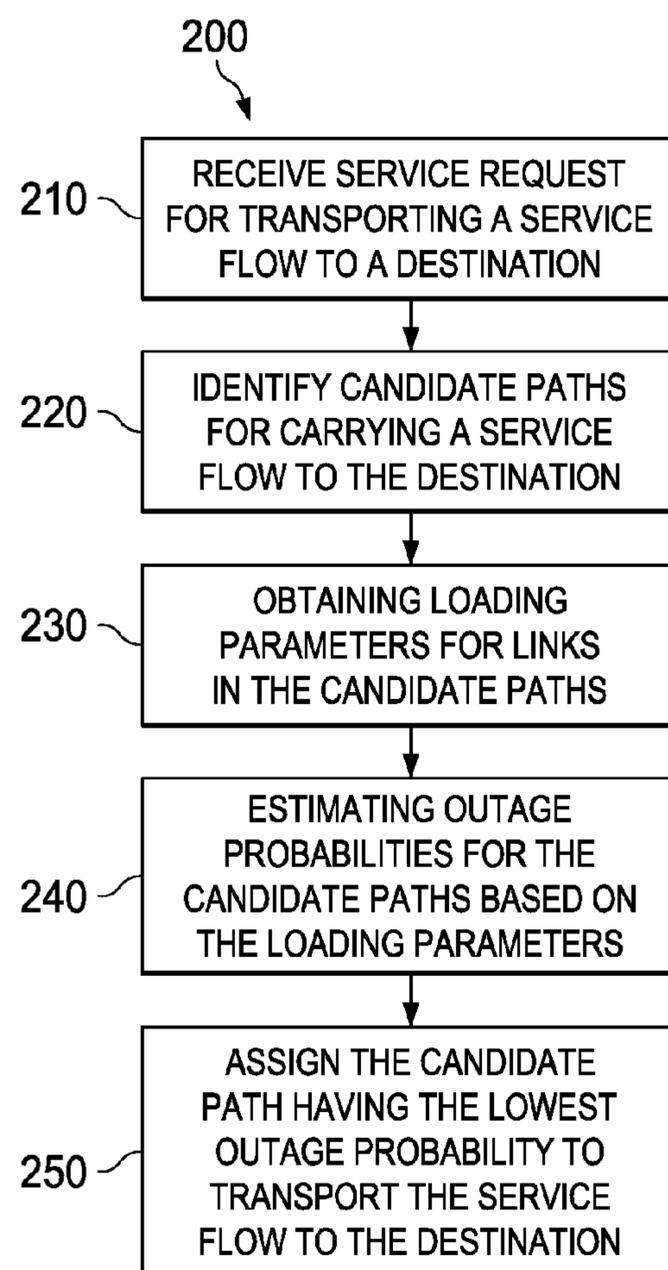 200
210
RECEIVE SERVICE REQUEST
FOR TRANSPORTING A SERVICE
FLOW TO A DESTINATION
220
IDENTIFY CANDIDATE PATHS
FOR CARRYING A SERVICE
FLOW TO THE DESTINATION
230
OBTAINING LOADING
PARAMETERS FOR LINKS
IN THE CANDIDATE PATHS
240
ESTIMATING OUTAGE
PROBABILITIES FOR THE
CANDIDATE PATHS BASED ON
THE LOADING PARAMETERS
250
ASSIGN THE CANDIDATE
PATH HAVING THE LOWEST
OUTAGE PROBABILITY TO
TRANSPORT THE SERVICE
FLOW TO THE DESTINATION